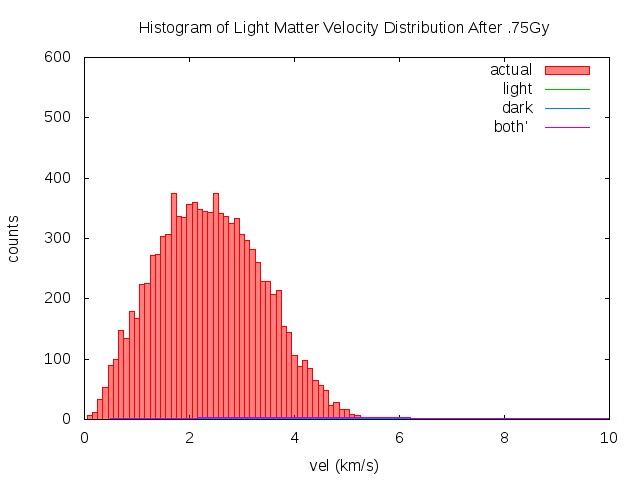 Histogram of Light Matter Velocity Distribution After .75Gy
600
500
400
300
200
100
0
counts
actual
light
dark
both'
0 2 4 6 8 10
vel (km/s)